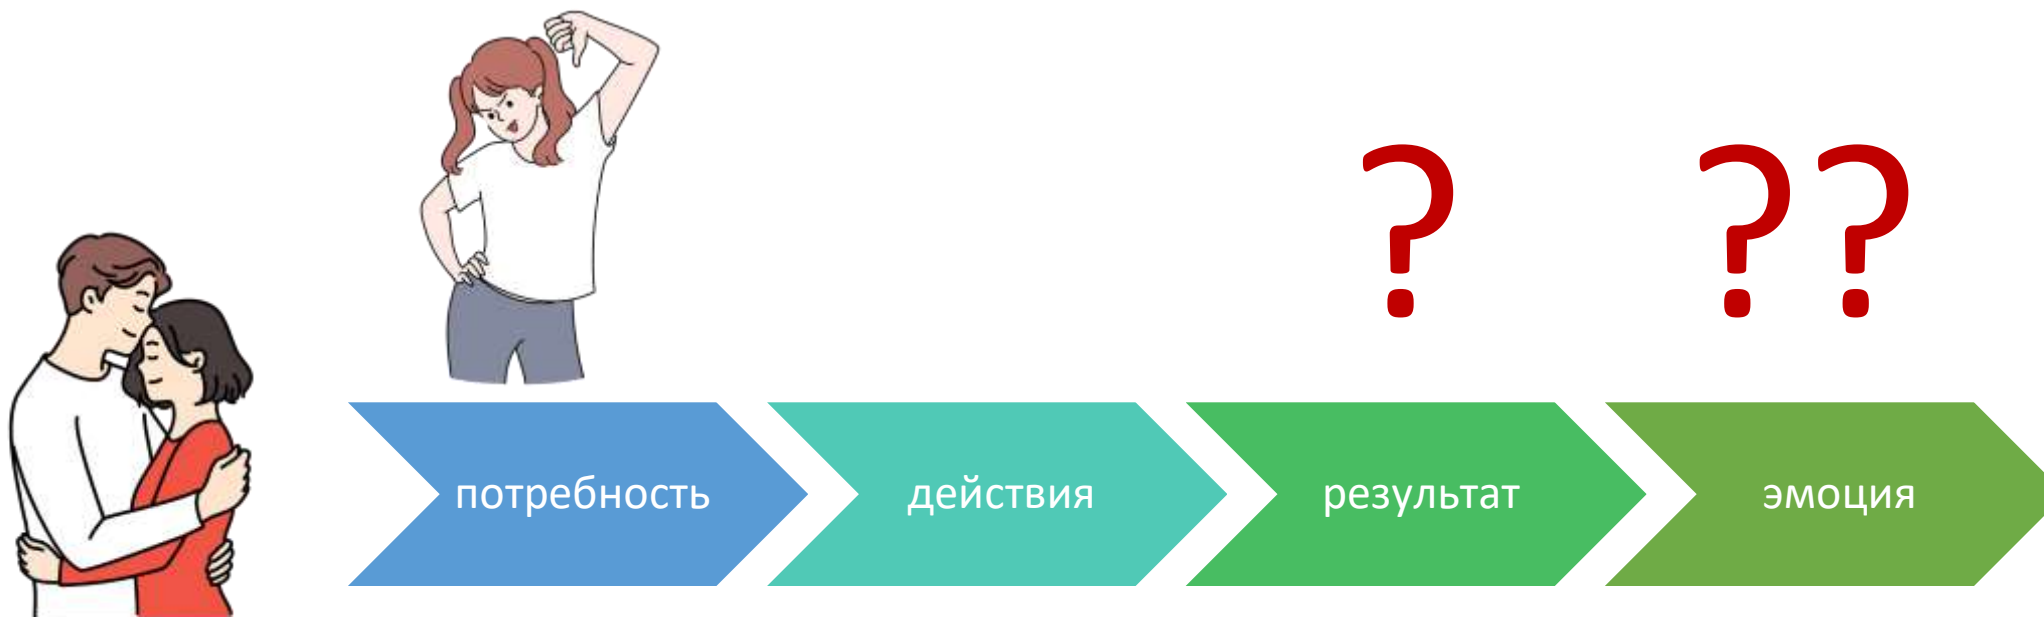 ?
??
потребность
действия
результат
эмоция